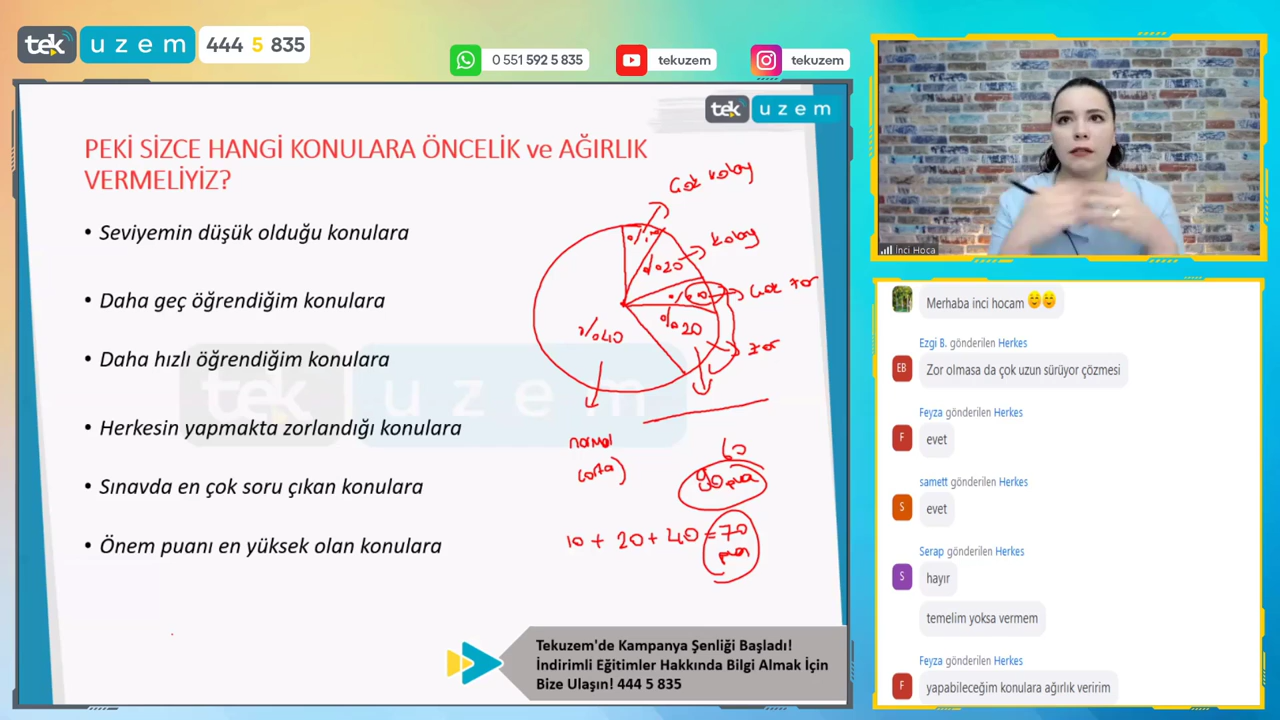 tek uzem 444 5 835
0 551 592 5 835
tekuzem
tekuzem
tek uzem
PEKİ SİZCE HANGİ KONULARA ÖNCELİK ve AĞIRLIK
VERMELİYİZ?
• Seviyemin düşük olduğu konulara
• Daha geç öğrendiğim konulara
• Daha hızlı öğrendiğim konulara
• Herkesin yapmakta zorlandığı konulara
• Sınavda en çok soru çıkan konulara
• Önem puanı en yüksek olan konulara
Çok kolay
kolay
%20
Çok zor
%20
zor
%40
normal
(orta)
90 puan
10 + 20 + 40 = 70
puan
tek uzem
Tekuzem'de Kampanya Şenliği Başladı!
İndirimli Eğitimler Hakkında Bilgi Almak İçin
Bize Ulaşın! 444 5 835
İnci Hoca
Merhaba inci hocam 😊😊
Ezgi B. gönderilen Herkes
EB
Zor olmasa da çok uzun sürüyor çözmesi
Feyza gönderilen Herkes
F
evet
samett gönderilen Herkes
S
evet
Serap gönderilen Herkes
S
hayır
temelim yoksa vermem
Feyza gönderilen Herkes
F
yapabileceğim konulara ağırlık veririm